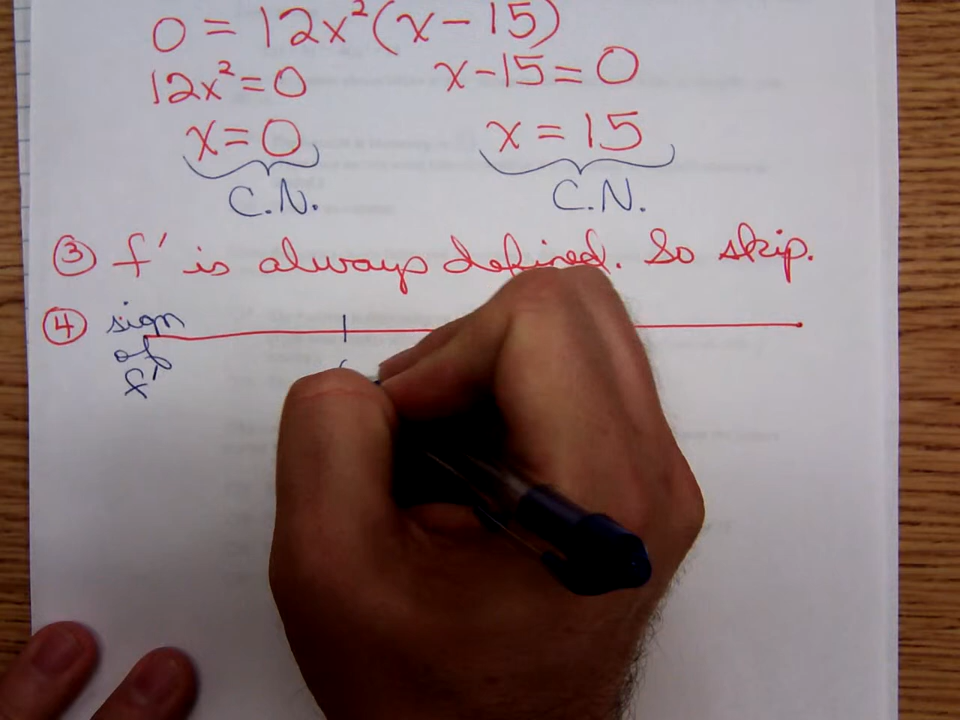 0 = 12x²(x-15)
12x² = 0 x-15 = 0
x = 0 x = 15
C.N. C.N.
③ f' is always defined. So skip.
④ sign
of
f'